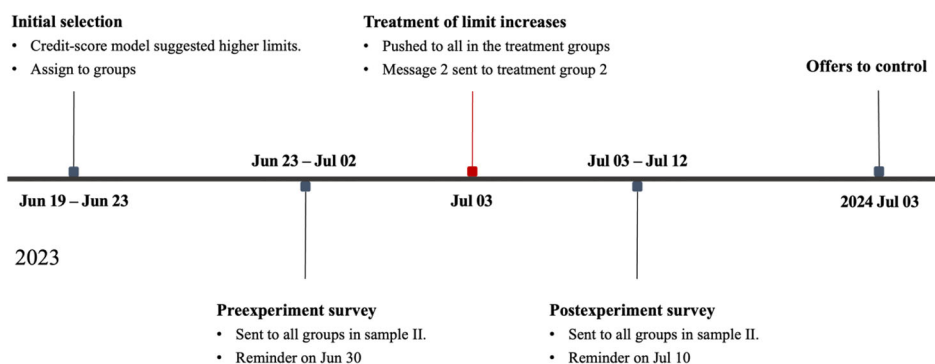 Initial selection
• Credit-score model suggested higher limits.
• Assign to groups
Treatment of limit increases
• Pushed to all in the treatment groups
• Message 2 sent to treatment group 2
Offers to control
Jun 23 – Jul 02
Jul 03 – Jul 12
Jun 19 – Jun 23
Jul 03
2024 Jul 03
2023
Preexperiment survey
• Sent to all groups in sample II.
• Reminder on Jun 30
Postexperiment survey
• Sent to all groups in sample II.
• Reminder on Jul 10